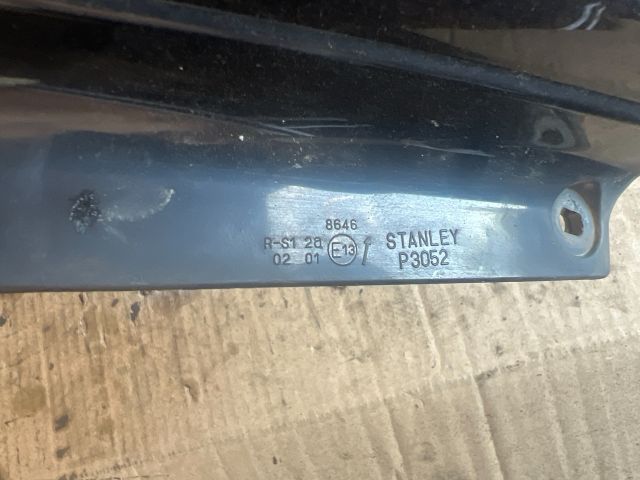 8646
R-S1 2a E13 ↑ STANLEY
02 01 P3052